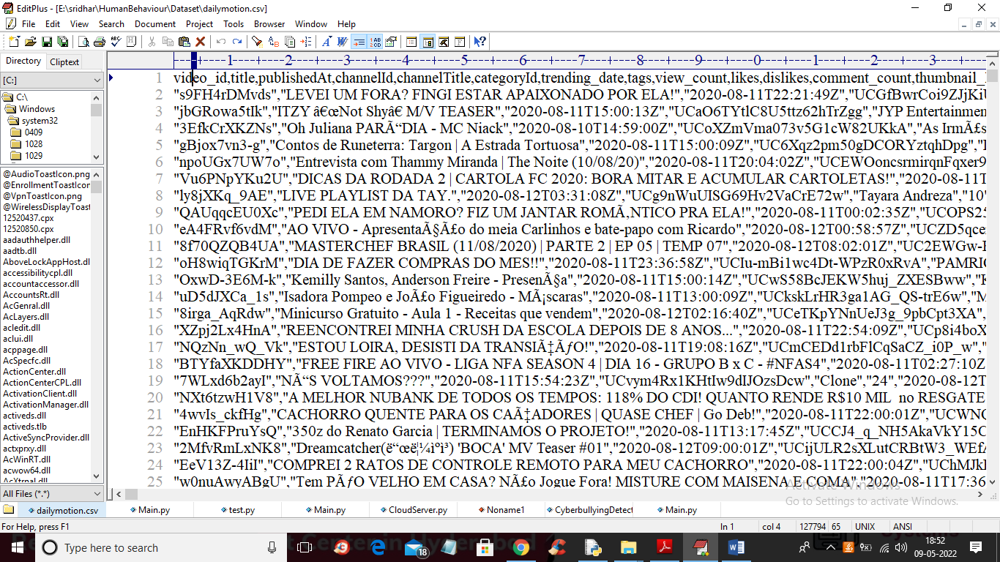 EditPlus - [E:\sridhar\HumanBehaviour\Dataset\dailymotion.csv]
File Edit View Search Document Project Tools Browser Window Help
Directory Cliptext
[C:]
C:\
Windows
system32
0409
1028
1029
@AudioToastIcon.png
@EnrollmentToastIcon
@VpnToastIcon.png
@WirelessDisplayToast
12520437.cpx
12520850.cpx
aadauthhelper.dll
aadtb.dll
AboveLockAppHost.dl
accessibilitycpl.dll
accountaccessor.dll
AccountsRt.dll
AcGenral.dll
AcLayers.dll
acledit.dll
aclui.dll
acppage.dll
AcSpecfc.dll
ActionCenter.dll
ActionCenterCPL.dll
ActivationClient.dll
ActivationManager.dll
activeds.dll
activeds.tlb
ActiveSyncProvider.dll
actxprxy.dll
AcWinRT.dll
acwow64.dll
AcXtrnal.dll
All Files (*.*)
----+----1----+----2----+----3----+----4----+----5----+----6----+----7----+----8----+----9----+----0----+----1----+----2----+----3----+---
1 video_id,title,publishedAt,channelId,channelTitle,categoryId,trending_date,tags,view_count,likes,dislikes,comment_count,thumbnail_
2 "s9FH4rDMvds","LEVEI UM FORA? FINGI ESTAR APAIXONADO POR ELA!","2020-08-11T22:21:49Z","UCGfBwrCoi9ZJjKiU
3 "jbGRowa5tIk","ITZY â€œNot Shyâ€ M/V TEASER","2020-08-11T15:00:13Z","UCaO6TYtlC8U5ttz62hTrZgg","JYP Entertainmen
4 "3EfkCrXKZNs","Oh Juliana PARÃ“DIA - MC Niack","2020-08-10T14:59:00Z","UCoXZmVma073v5G1cW82UKkA","As IrmÃ£s
5 "gBjox7vn3-g","Contos de Runeterra: Targon | A Estrada Tortuosa","2020-08-11T15:00:09Z","UC6Xqz2pm50gDCORYztqhDpg","
6 "npoUGx7UW7o","Entrevista com Thammy Miranda | The Noite (10/08/20)","2020-08-11T20:04:02Z","UCEWOoncsrmirqnFqxer9
7 "Vu6PNpYKu2U","DICAS DA RODADA 2 | CARTOLA FC 2020: BORA MITAR E ACUMULAR CARTOLETAS!","2020-08-11T
8 "ly8jXKq_9AE","LIVE PLAYLIST DA TAY.","2020-08-12T03:31:08Z","UCg9nWuUISG69Hv2VaCrE72w","Tayara Andreza","10"
9 "QAUqqcEU0Xc","PEDI ELA EM NAMORO? FIZ UM JANTAR ROMÃ‚NTICO PRA ELA!","2020-08-11T00:02:35Z","UCOPS25
10 "eA4FRvf6vdM","AO VIVO - ApresentaÃ§Ã£o do meia Carlinhos e bate-papo com Ricardo","2020-08-12T00:58:57Z","UCZD5qce
11 "8f70QZQB4UA","MASTERCHEF BRASIL (11/08/2020) | PARTE 2 | EP 05 | TEMP 07","2020-08-12T08:02:01Z","UC2EWGw-
12 "oH8wiqTGKrM","DIA DE FAZER COMPRAS DO MES!!","2020-08-11T23:36:58Z","UCIu-mBi1wc4Dt-WPzR0xRvA","PAMRIC
13 "OxwD-3E6M-k","Kemilly Santos, Anderson Freire - PresenÃ§a","2020-08-11T15:00:14Z","UCwS58BcJEKW5huj_ZXESBww","K
14 "uD5dJXCa_1s","Isadora Pompeo e JoÃ£o Figueiredo - MÃ¡scaras","2020-08-11T13:00:09Z","UCkskLrHR3ga1AG_QS-trE6w","M
15 "8irga_AqRdw","Minicurso Gratuito - Aula 1 - Receitas que vendem","2020-08-12T02:16:40Z","UCeTKpYNnUeJ3g_9pbCpt3XA",
16 "XZpj2Lx4HnA","REENCONTREI MINHA CRUSH DA ESCOLA DEPOIS DE 8 ANOS...","2020-08-11T22:54:09Z","UCp8i4boX
17 "NQzNn_wQ_Vk","ESTOU LOIRA, DESISTI DA TRANSIÃ‡ÃƒO!","2020-08-11T19:08:16Z","UCmCEDd1rbFlCqSaCZ_i0P_w","
18 "BTYfaXKDDHY","FREE FIRE AO VIVO - LIGA NFA SEASON 4 | DIA 16 - GRUPO B x C - #NFAS4","2020-08-11T02:27:10Z
19 "7WLxd6b2ayI","NÃ“S VOLTAMOS???","2020-08-11T15:54:23Z","UCvym4Rx1KHtIw9dIJOzsDcw","Clone","24","2020-08-12T
20 "NXt6tzwH1V8","A MELHOR NUBANK DE TODOS OS TEMPOS: 118% DO CDI! QUANTO RENDE R$10 MIL no RESGATE
21 "4wvIs_ckfHg","CACHORRO QUENTE PARA OS CAÃ‡ADORES | QUASE CHEF | Go Deb!","2020-08-11T22:00:01Z","UCWNC
22 "EnHKFPruYsQ","350z do Renato Garcia | TERMINAMOS O PROJETO!","2020-08-11T13:17:45Z","UCCJ4_q_NH5AkaVkY15C
23 "2MfvRmLxNK8","Dreamcatcher(ë“œë¦¼ìºì³) 'BOCA' MV Teaser #01","2020-08-12T09:00:01Z","UCijULR2sXLutCRBtW3_WEfA
24 "EeV13Z-4IiI","COMPREI 2 RATOS DE CONTROLE REMOTO PARA MEU CACHORRO","2020-08-11T22:00:04Z","UChMJkI
25 "w0nuAwyABgU","Tem PÃƒO VELHO EM CASA? NÃ£o Jogue Fora! MISTURE COM MAISENA E COMA","2020-08-11T17:36
Activate Windows
Go to Settings to activate Windows.
dailymotion.csv Main.py test.py Main.py CloudServer.py Noname1 CyberbullyingDetect Main.py
For Help, press F1 ln 1 col 4 127794 65 UNIX ANSI
Type here to search
18
18:52
09-05-2022